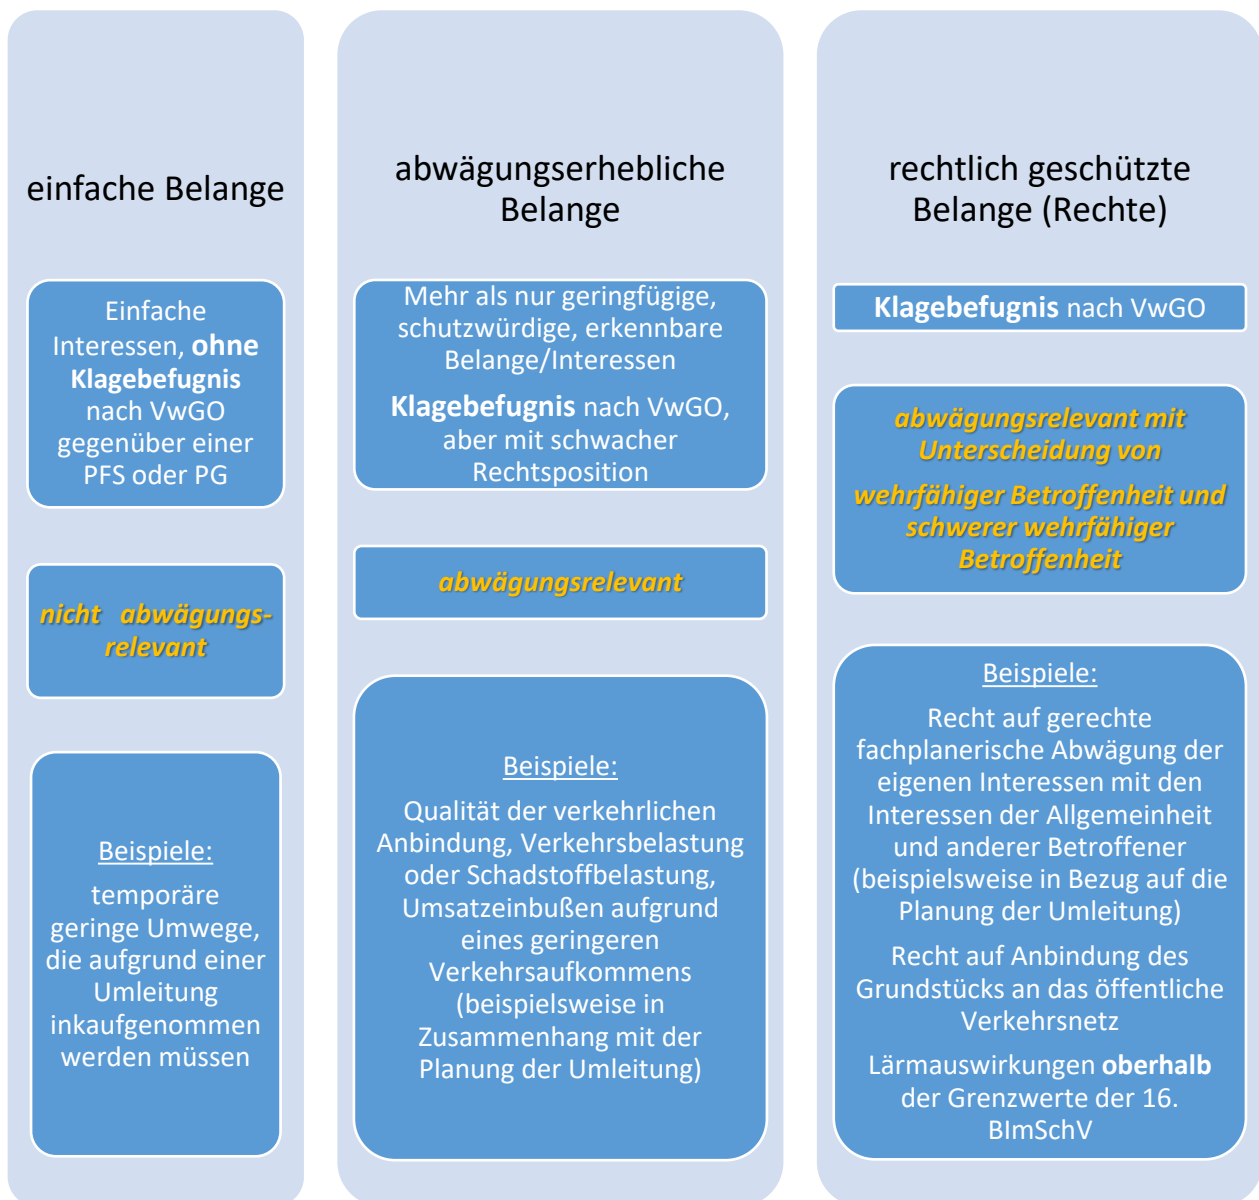 einfache Belange
Einfache
Interessen, ohne
Klagebefugnis
nach VwGO
gegenüber einer
PFS oder PG
nicht abwägungs-
relevant
Beispiele:
temporäre
geringe Umwege,
die aufgrund einer
Umleitung
inkaufgenommen
werden müssen
abwägungserhebliche
Belange
Mehr als nur geringfügige,
schutzwürdige, erkennbare
Belange/Interessen
Klagebefugnis nach VwGO,
aber mit schwacher
Rechtsposition
abwägungsrelevant
Beispiele:
Qualität der verkehrlichen
Anbindung, Verkehrsbelastung
oder Schadstoffbelastung,
Umsatzeinbußen aufgrund
eines geringeren
Verkehrsaufkommens
(beispielsweise in
Zusammenhang mit der
Planung der Umleitung)
rechtlich geschützte
Belange (Rechte)
Klagebefugnis nach VwGO
abwägungsrelevant mit
Unterscheidung von
wehrfähiger Betroffenheit und
schwerer wehrfähiger
Betroffenheit
Beispiele:
Recht auf gerechte
fachplanerische Abwägung der
eigenen Interessen mit den
Interessen der Allgemeinheit
und anderer Betroffener
(beispielsweise in Bezug auf die
Planung der Umleitung)
Recht auf Anbindung des
Grundstücks an das öffentliche
Verkehrsnetz
Lärmauswirkungen oberhalb
der Grenzwerte der 16.
BImSchV